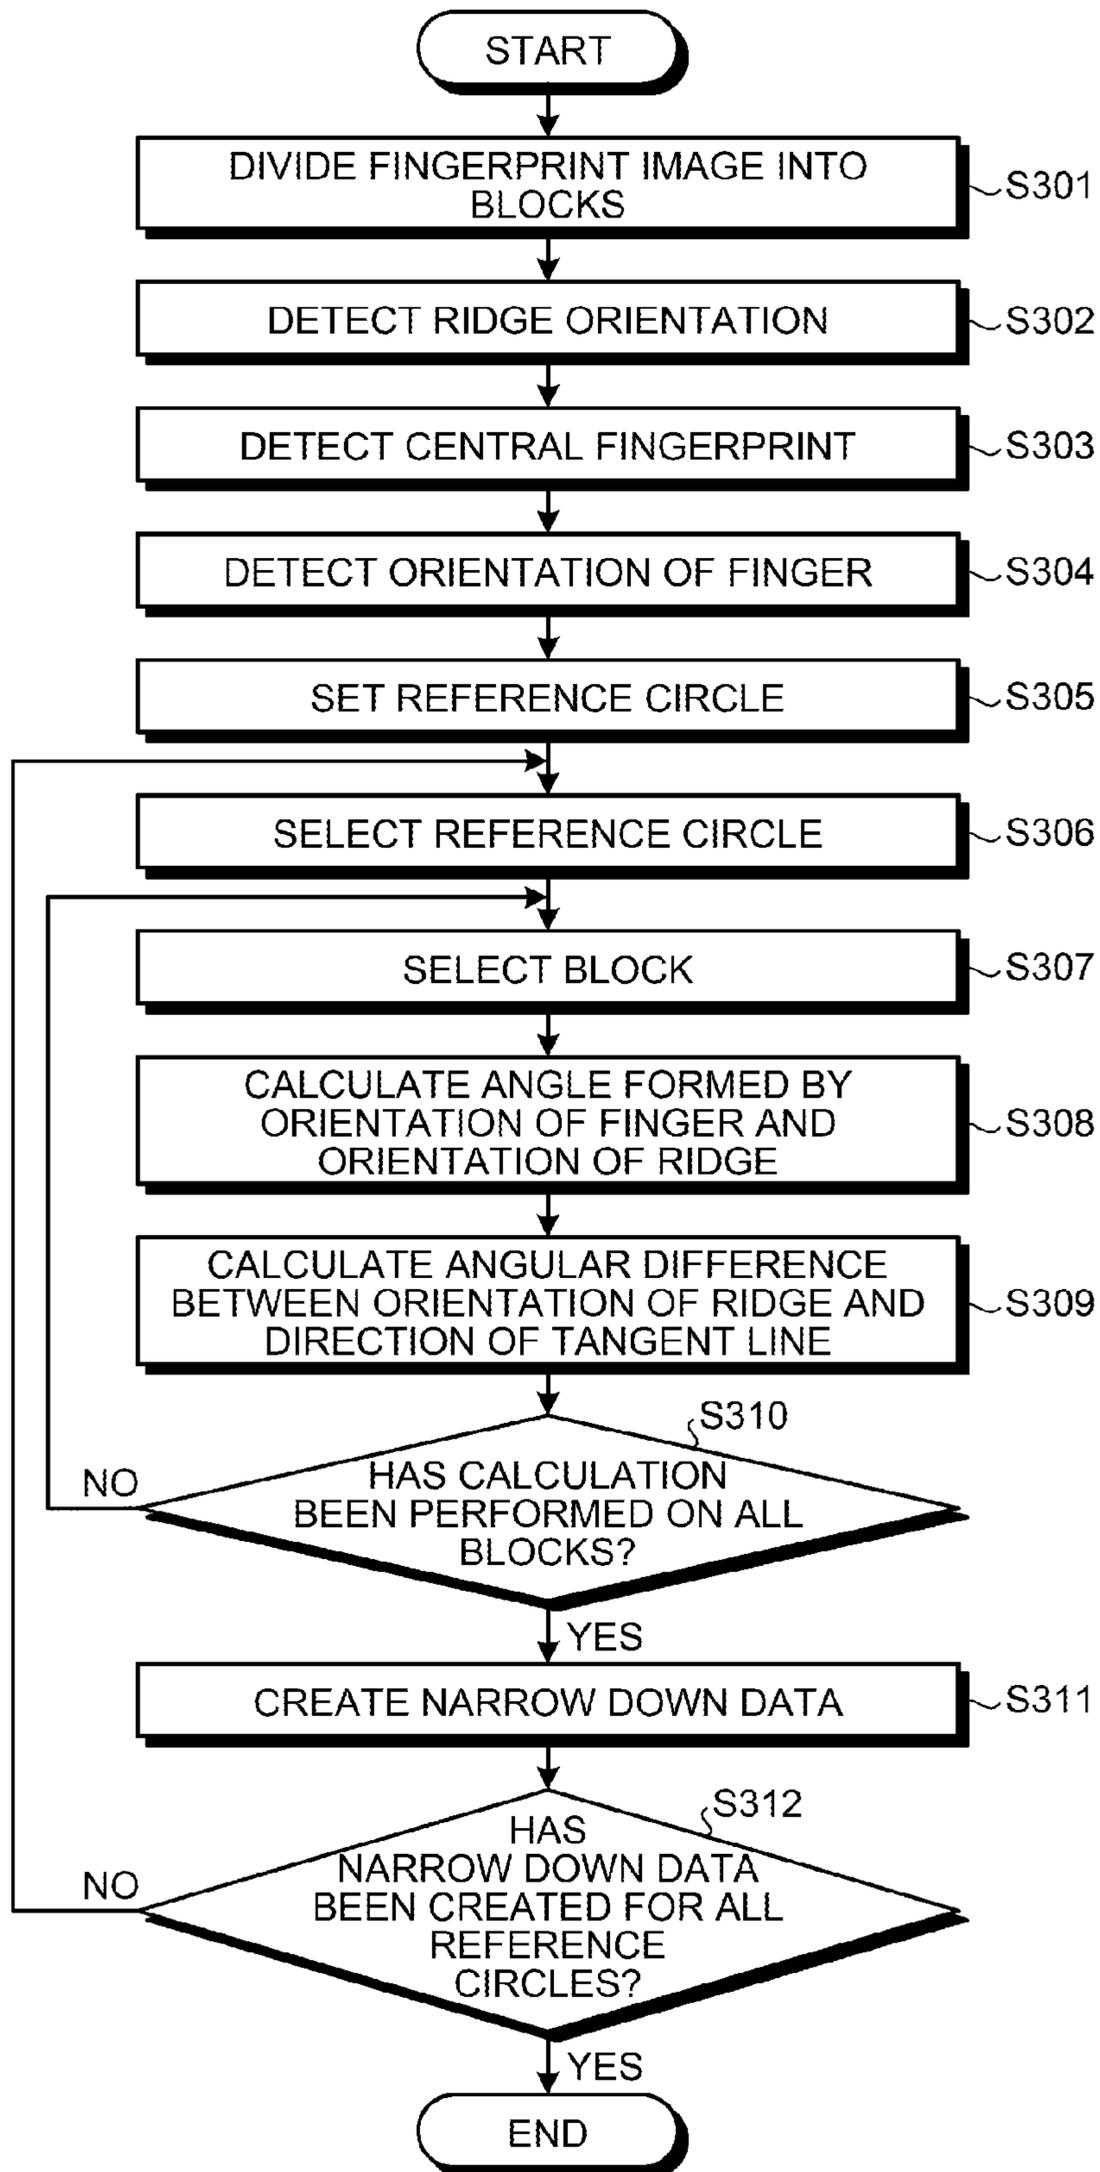 START
DIVIDE FINGERPRINT IMAGE INTO
BLOCKS
S301
DETECT RIDGE ORIENTATION
S302
DETECT CENTRAL FINGERPRINT
S303
DETECT ORIENTATION OF FINGER
S304
SET REFERENCE CIRCLE
S305
SELECT REFERENCE CIRCLE
S306
SELECT BLOCK
S307
CALCULATE ANGLE FORMED BY
ORIENTATION OF FINGER AND
ORIENTATION OF RIDGE
S308
CALCULATE ANGULAR DIFFERENCE
BETWEEN ORIENTATION OF RIDGE AND
DIRECTION OF TANGENT LINE
S309
S310
NO
HAS CALCULATION
BEEN PERFORMED ON ALL
BLOCKS?
YES
CREATE NARROW DOWN DATA
S311
S312
NO
HAS
NARROW DOWN DATA
BEEN CREATED FOR ALL
REFERENCE
CIRCLES?
YES
END